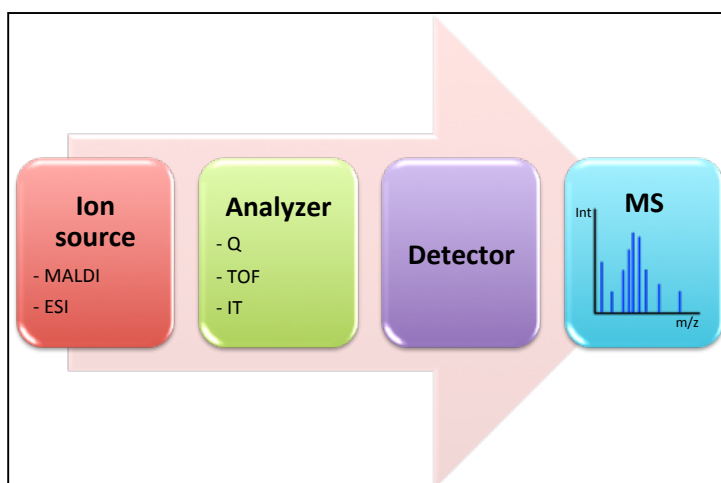 Ion
source
- MALDI
- ESI
Analyzer
- Q
- TOF
- IT
Detector
MS
Int
m/z